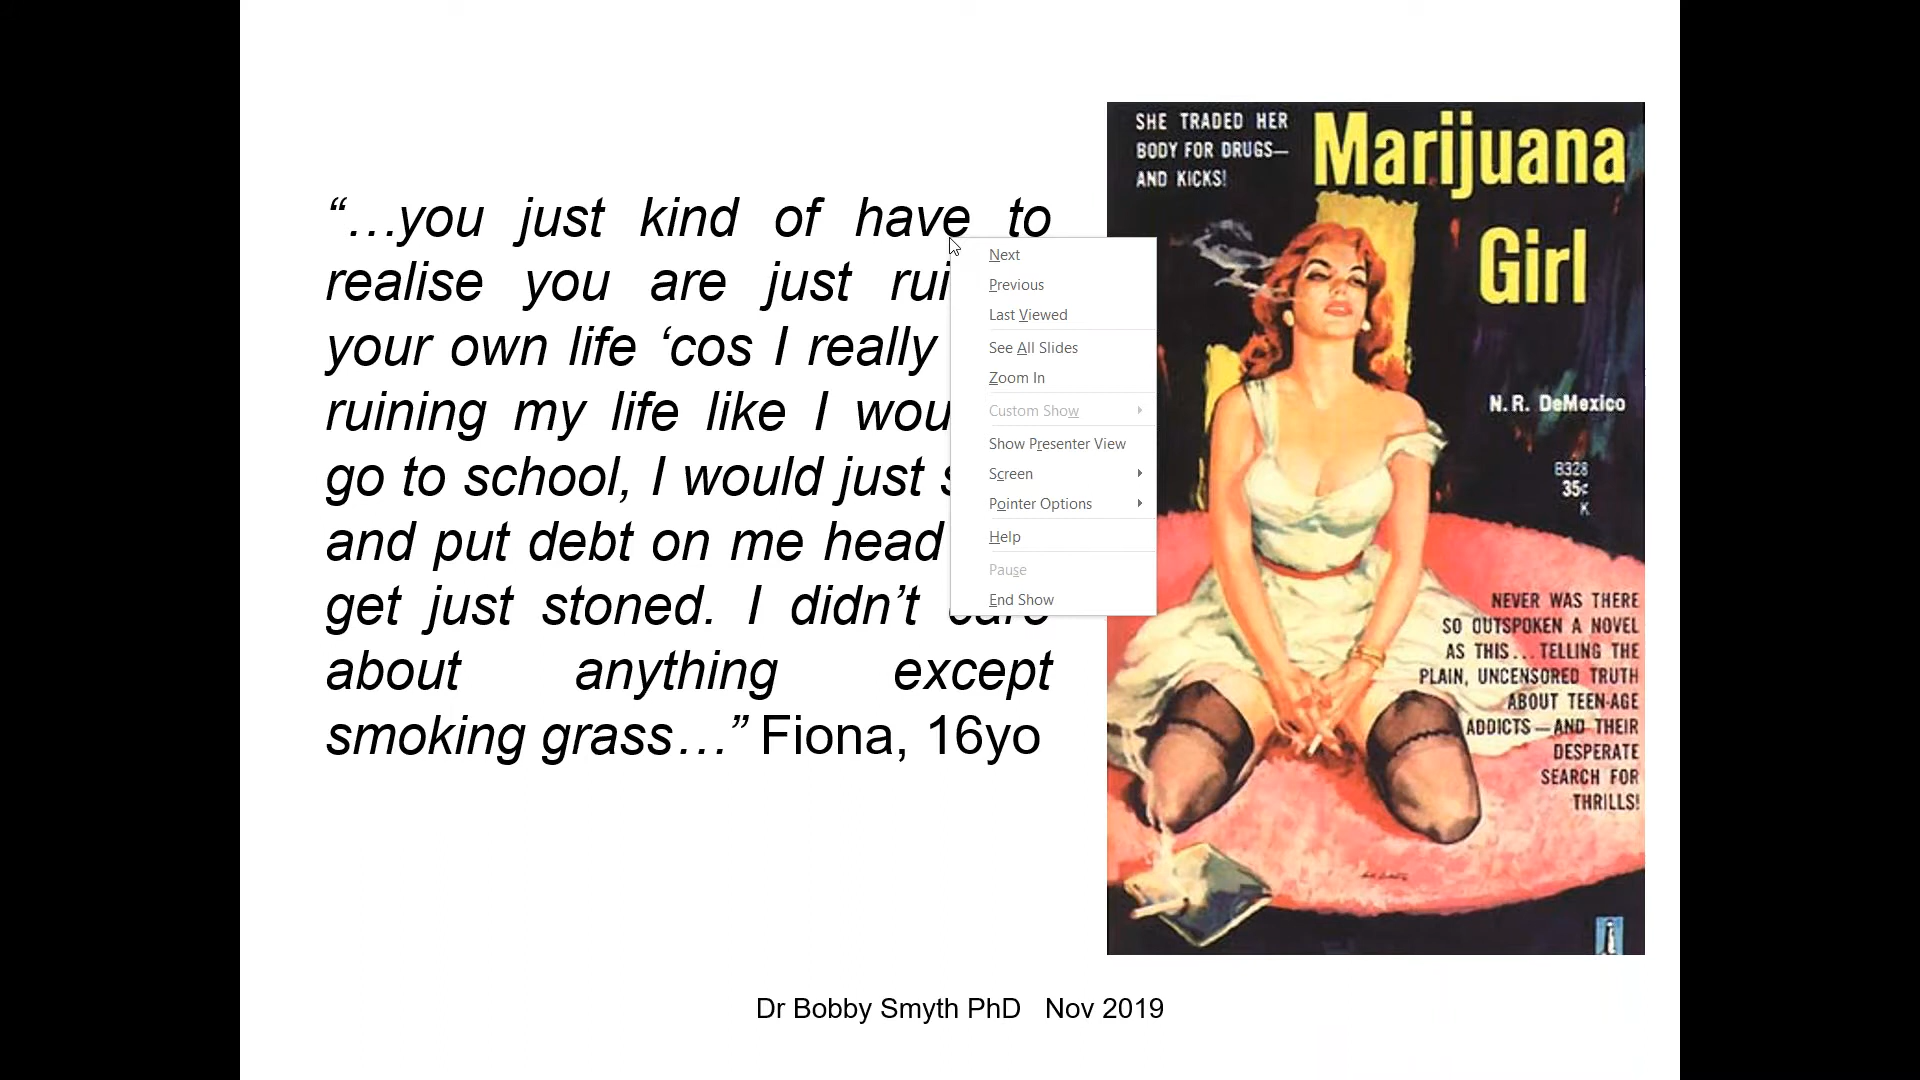 “…you just kind of have to
realise you are just
your own life ‘cos I really
ruining my life like I
go to school, I would just
and put debt on me head
get just stoned. I didn’t
about anything except
smoking grass…” Fiona, 16yo
Next
Previous
Last Viewed
See All Slides
Zoom In
Custom Show
Show Presenter View
Screen
Pointer Options
Help
Pause
End Show
SHE TRADED HER
BODY FOR DRUGS—
AND KICKS!
Marijuana
Girl
N. R. DeMexico
B328
35¢
K
NEVER WAS THERE
SO OUTSPOKEN A NOVEL
AS THIS... TELLING THE
PLAIN, UNCENSORED TRUTH
ABOUT TEEN-AGE
ADDICTS—AND THEIR
DESPERATE
SEARCH FOR
THRILLS!
Dr Bobby Smyth PhD Nov 2019